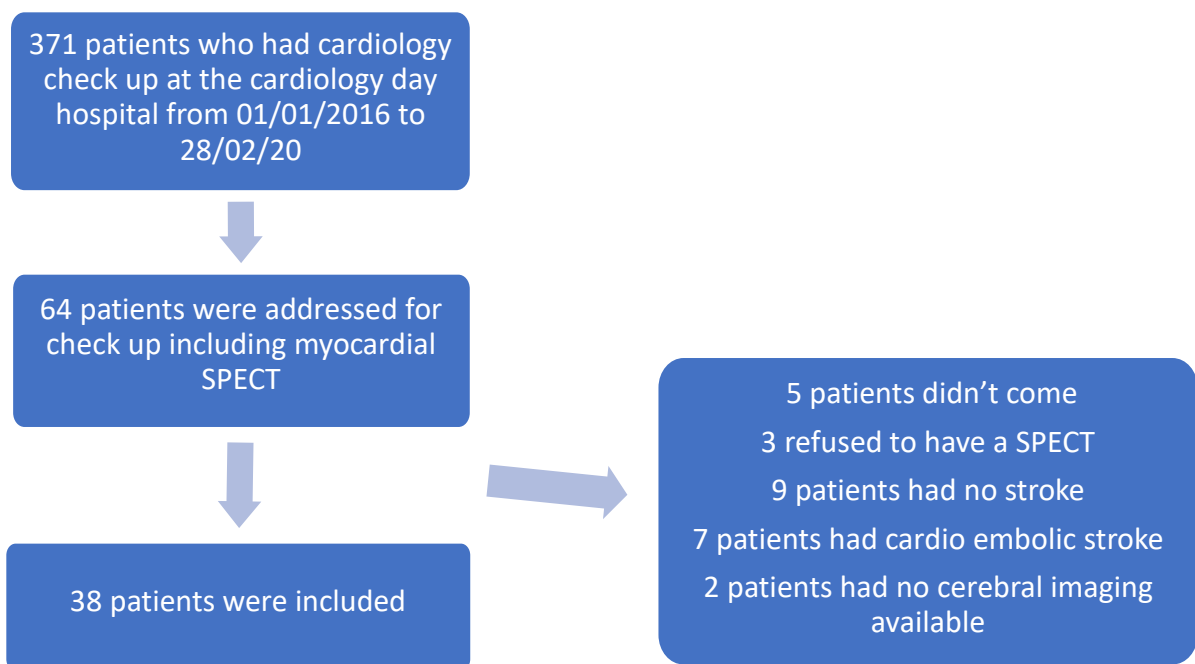 371 patients who had cardiology
check up at the cardiology day
hospital from 01/01/2016 to
28/02/20
64 patients were addressed for
check up including myocardial
SPECT
5 patients didn’t come
3 refused to have a SPECT
9 patients had no stroke
7 patients had cardio embolic stroke
2 patients had no cerebral imaging
available
38 patients were included